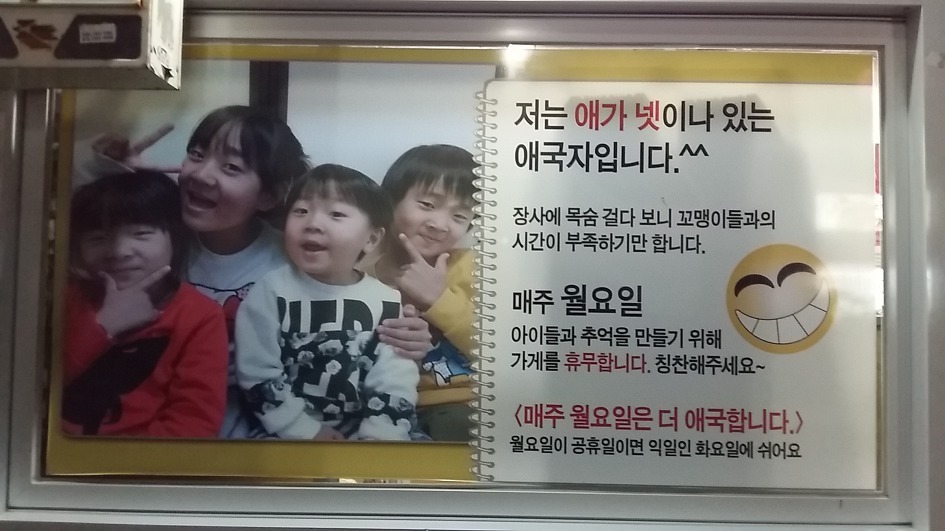 저는 애가 넷이나 있는
애국자입니다.^^
장사에 목숨 걸다 보니 꼬맹이들과의
시간이 부족하기만 합니다.
매주 월요일
아이들과 추억을 만들기 위해
가게를 휴무합니다. 칭찬해주세요~
<매주 월요일은 더 애국합니다.>
월요일이 공휴일이면 익일인 화요일에 쉬어요